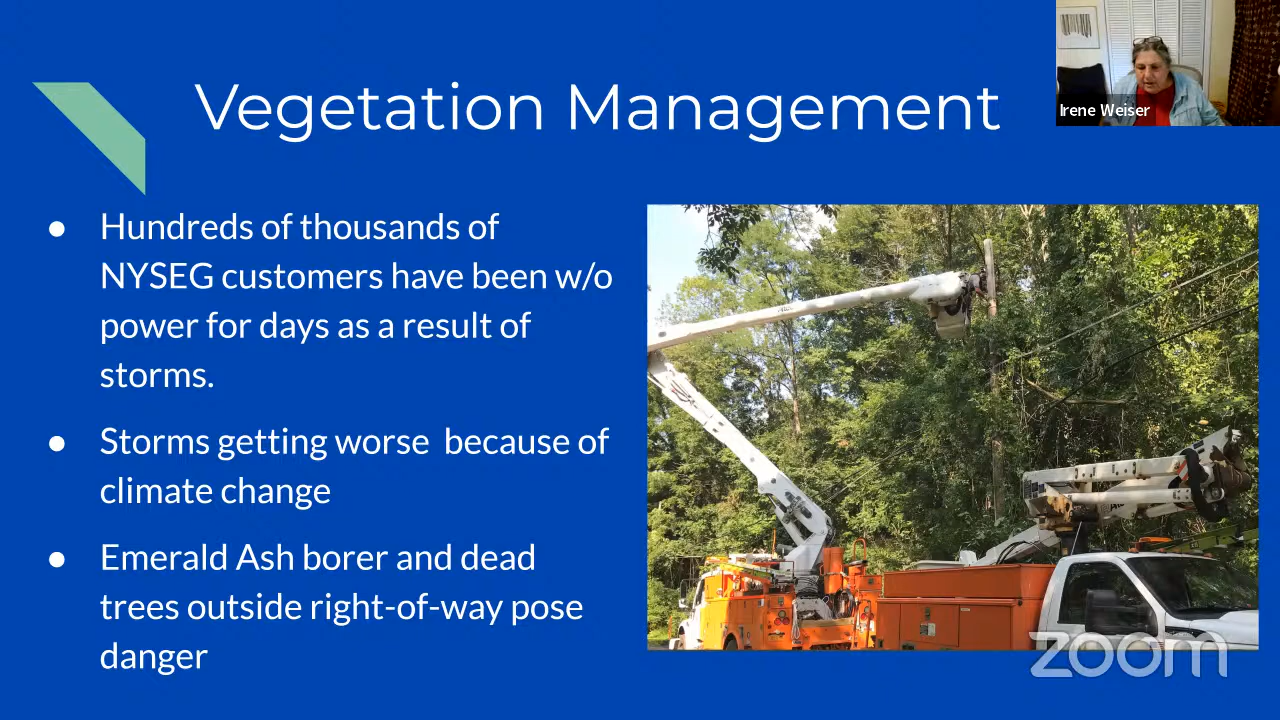 Vegetation Management
Irene Weiser
● Hundreds of thousands of
NYSEG customers have been w/o
power for days as a result of
storms.
● Storms getting worse  because of
climate change
● Emerald Ash borer and dead
trees outside right-of-way pose
danger
zoom